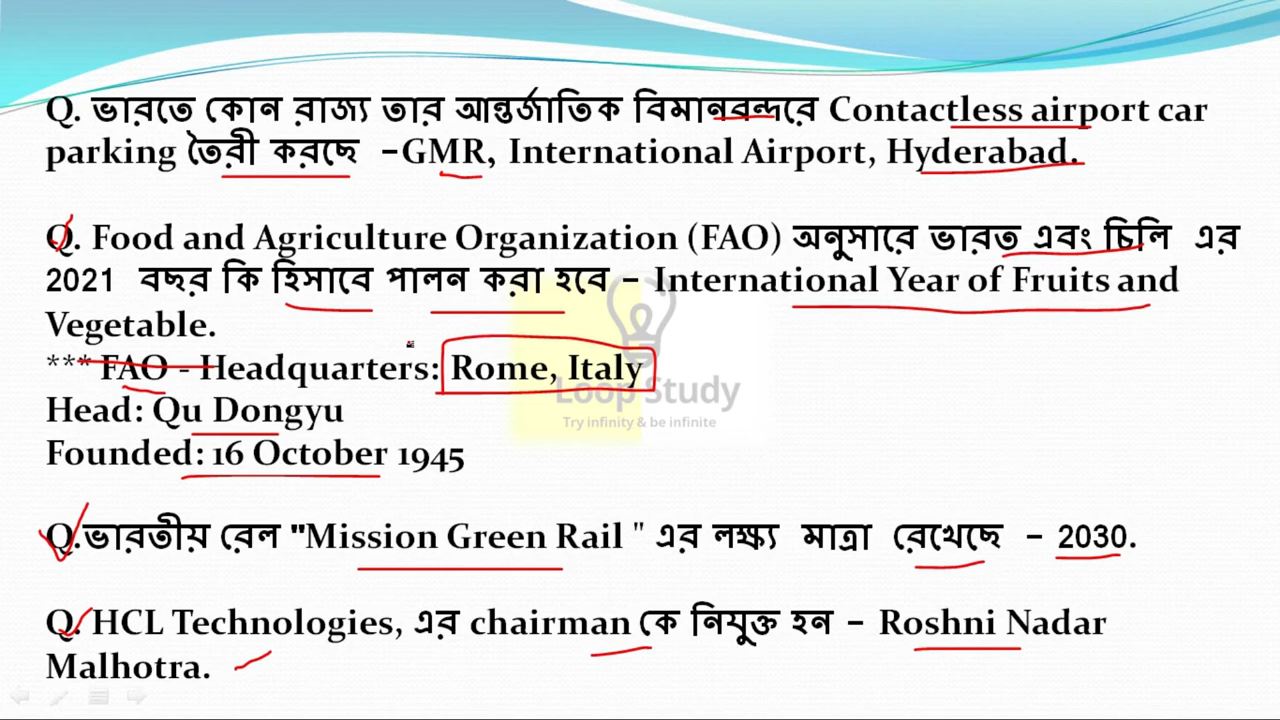 Q. ভারতে কোন রাজ্য তার আন্তর্জাতিক বিমানবন্দরে Contactless airport car
parking তৈরী করছে -GMR, International Airport, Hyderabad.
Q. Food and Agriculture Organization (FAO) অনুসারে ভারত এবং চিলি এর
2021 বছর কি হিসাবে পালন করা হবে - International Year of Fruits and
Vegetable.
*** FAO - Headquarters: Rome, Italy
Loop Study
Head: Qu Dongyu
Try infinity & be infinite
Founded: 16 October 1945
Q.ভারতীয় রেল "Mission Green Rail " এর লক্ষ্য মাত্রা রেখেছে - 2030.
Q. HCL Technologies, এর chairman কে নিযুক্ত হন - Roshni Nadar
Malhotra.